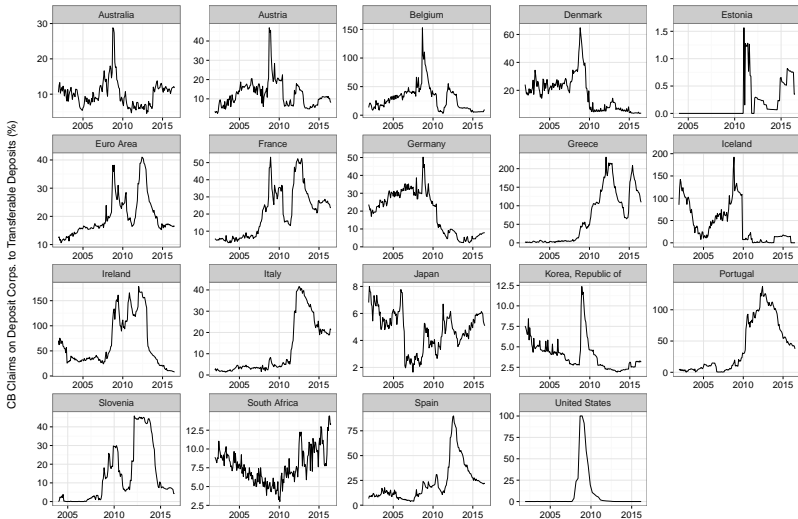 CB Claims on Deposit Corps. to Transferable Deposits (%)
Australia
30
20
10
2005 2010 2015
Austria
40
30
20
10
2005 2010 2015
Belgium
150
100
50
0
2005 2010 2015
Denmark
60
40
20
2005 2010 2015
Estonia
1.5
1.0
0.5
0.0
2005 2010 2015
Euro Area
40
30
20
10
2005 2010 2015
France
50
40
30
20
10
2005 2010 2015
Germany
50
40
30
20
10
0
2005 2010 2015
Greece
200
150
100
50
0
2005 2010 2015
Iceland
200
150
100
50
0
2005 2010 2015
Ireland
150
100
50
0
2005 2010 2015
Italy
40
30
20
10
0
2005 2010 2015
Japan
8
6
4
2
2005 2010 2015
Korea, Republic of
12.5
10.0
7.5
5.0
2.5
2005 2010 2015
Portugal
100
50
0
2005 2010 2015
Slovenia
40
30
20
10
0
2005 2010 2015
South Africa
12.5
10.0
7.5
5.0
2.5
2005 2010 2015
Spain
75
50
25
0
2005 2010 2015
United States
100
75
50
25
0
2005 2010 2015